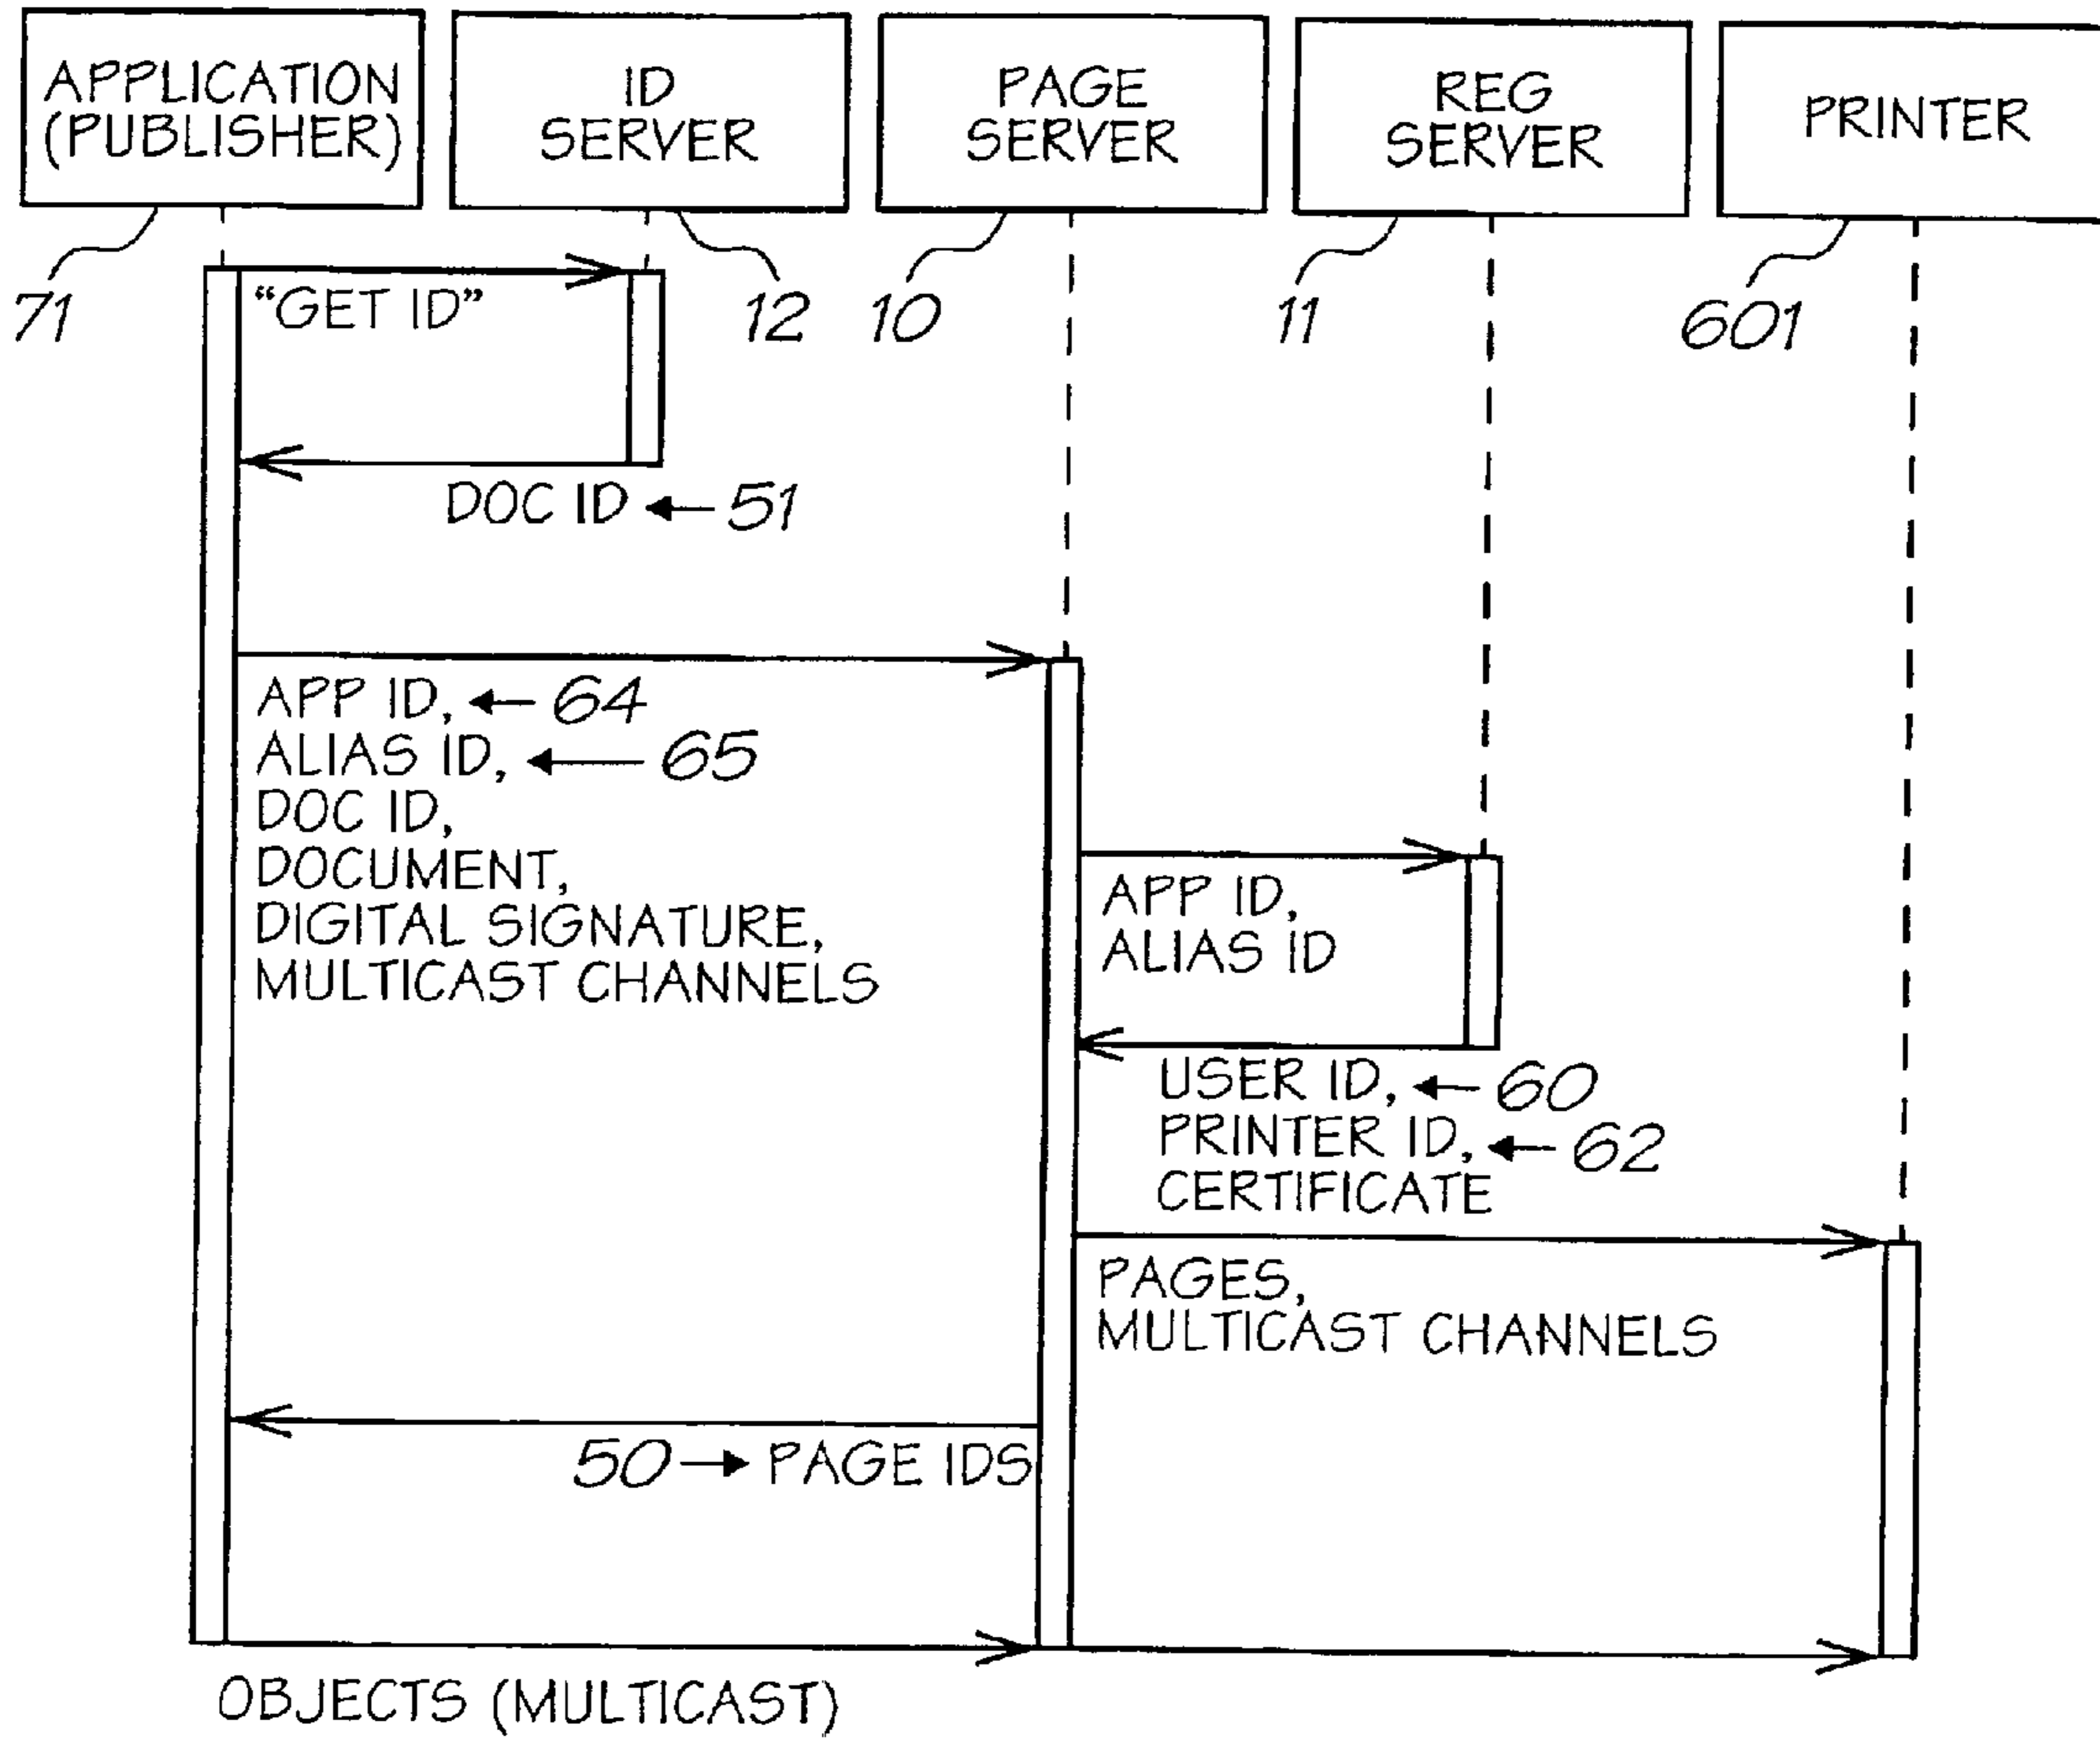 APPLICATION
(PUBLISHER)
ID
SERVER
PAGE
SERVER
REG
SERVER
PRINTER
71
12
10
11
601
"GET ID"
DOC ID
51
APP ID,
64
ALIAS ID,
65
DOC ID,
DOCUMENT,
DIGITAL SIGNATURE,
MULTICAST CHANNELS
APP ID,
ALIAS ID
USER ID,
60
PRINTER ID,
62
CERTIFICATE
PAGES,
MULTICAST CHANNELS
50
PAGE IDS
OBJECTS (MULTICAST)